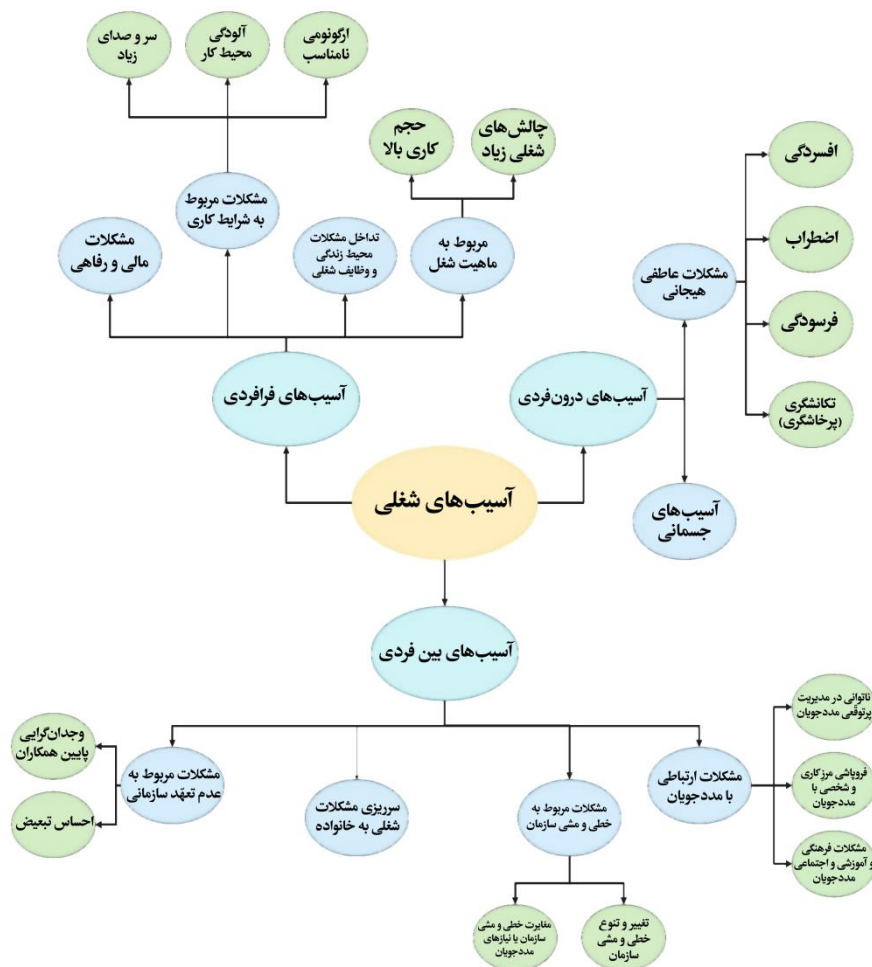 ارگونومی
نامناسب
آلودگی
محیط کار
سر و صدای
زیاد
چالش‌های
شغلی زیاد
حجم
کاری بالا
مشکلات مربوط
به شرایط کاری
مربوط به
ماهیت شغل
تداخل مشکلات
محیط زندگی
و وظایف شغلی
مشکلات
مالی و رفاهی
آسیب‌های فرافردی
افسردگی
اضطراب
فرسودگی
تکانشگری
(پرخاشگری)
مشکلات عاطفی
هیجانی
آسیب‌های درون‌فردی
آسیب‌های
جسمانی
آسیب‌های شغلی
آسیب‌های بین فردی
ناتوانی در مدیریت
پرتوقعی مددجویان
فروپاشی مرزکاری
و شخصی با
مددجویان
مشکلات فرهنگی
و آموزشی و اجتماعی
مددجویان
مشکلات ارتباطی
با مددجویان
مشکلات مربوط به
خطی و مشی سازمان
سرریزی مشکلات
شغلی به خانواده
مشکلات مربوط به
عدم تعهّد سازمانی
وجدان‌گرایی
پایین همکاران
احساس تبعیض
تغییر و تنوع
خطی و مشی
سازمان
مغایرت خطی و مشی
سازمان با نیازهای
مددجویان